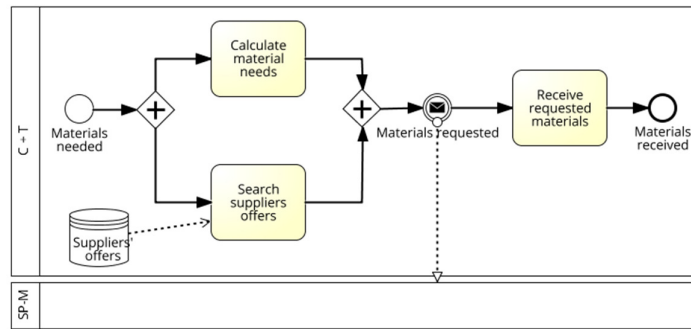 C + T
Materials
needed
Calculate
material
needs
Search
suppliers
offers
Suppliers'
offers
Materials requested
Receive
requested
materials
Materials
received
SP-M